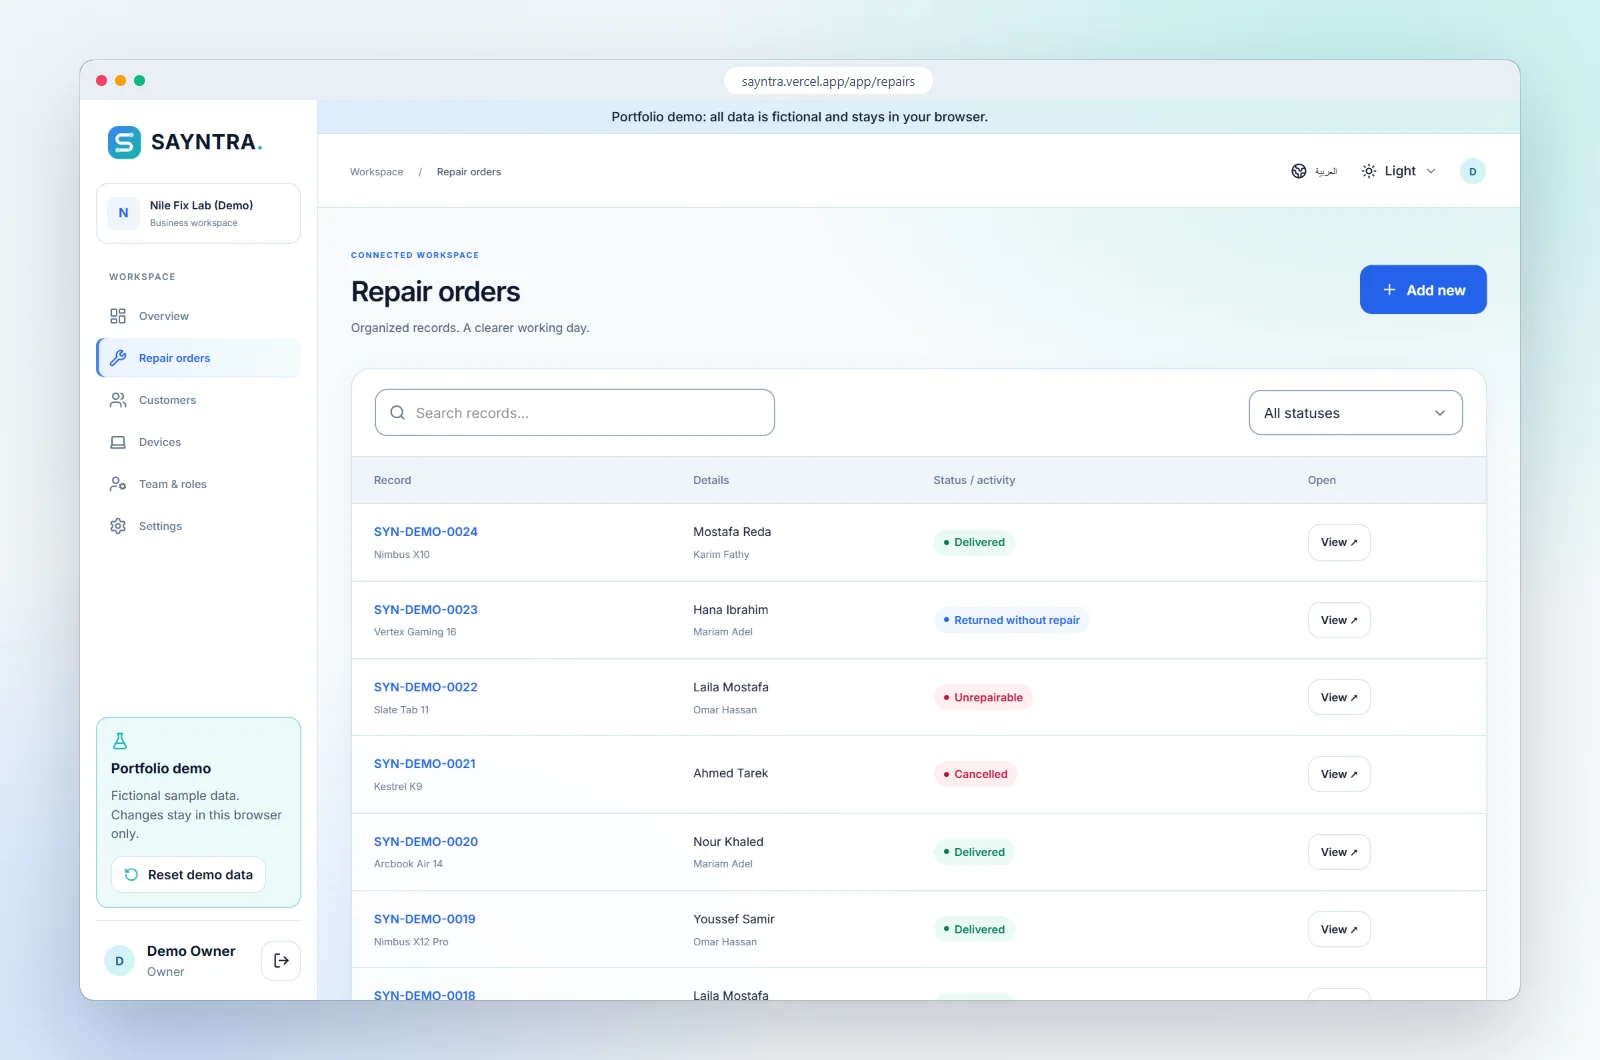 sayntra.vercel.app/app/repairs
SAYNTRA.
Portfolio demo: all data is fictional and stays in your browser.
N
Nile Fix Lab (Demo)
Business workspace
WORKSPACE
Overview
Repair orders
Customers
Devices
Team & roles
Settings
Portfolio demo
Fictional sample data.
Changes stay in this browser
only.
Reset demo data
D
Demo Owner
Owner
Workspace / Repair orders
العربية
Light
D
CONNECTED WORKSPACE
Repair orders
Organized records. A clearer working day.
+ Add new
Search records...
All statuses
Record Details Status / activity Open
SYN-DEMO-0024 Mostafa Reda Delivered View ↗
Nimbus X10 Karim Fathy
SYN-DEMO-0023 Hana Ibrahim Returned without repair View ↗
Vertex Gaming 16 Mariam Adel
SYN-DEMO-0022 Laila Mostafa Unrepairable View ↗
Slate Tab 11 Omar Hassan
SYN-DEMO-0021 Ahmed Tarek Cancelled View ↗
Kestrel K9
SYN-DEMO-0020 Nour Khaled Delivered View ↗
Arcbook Air 14 Mariam Adel
SYN-DEMO-0019 Youssef Samir Delivered View ↗
Nimbus X12 Pro Omar Hassan
SYN-DEMO-0018 Laila Mostafa